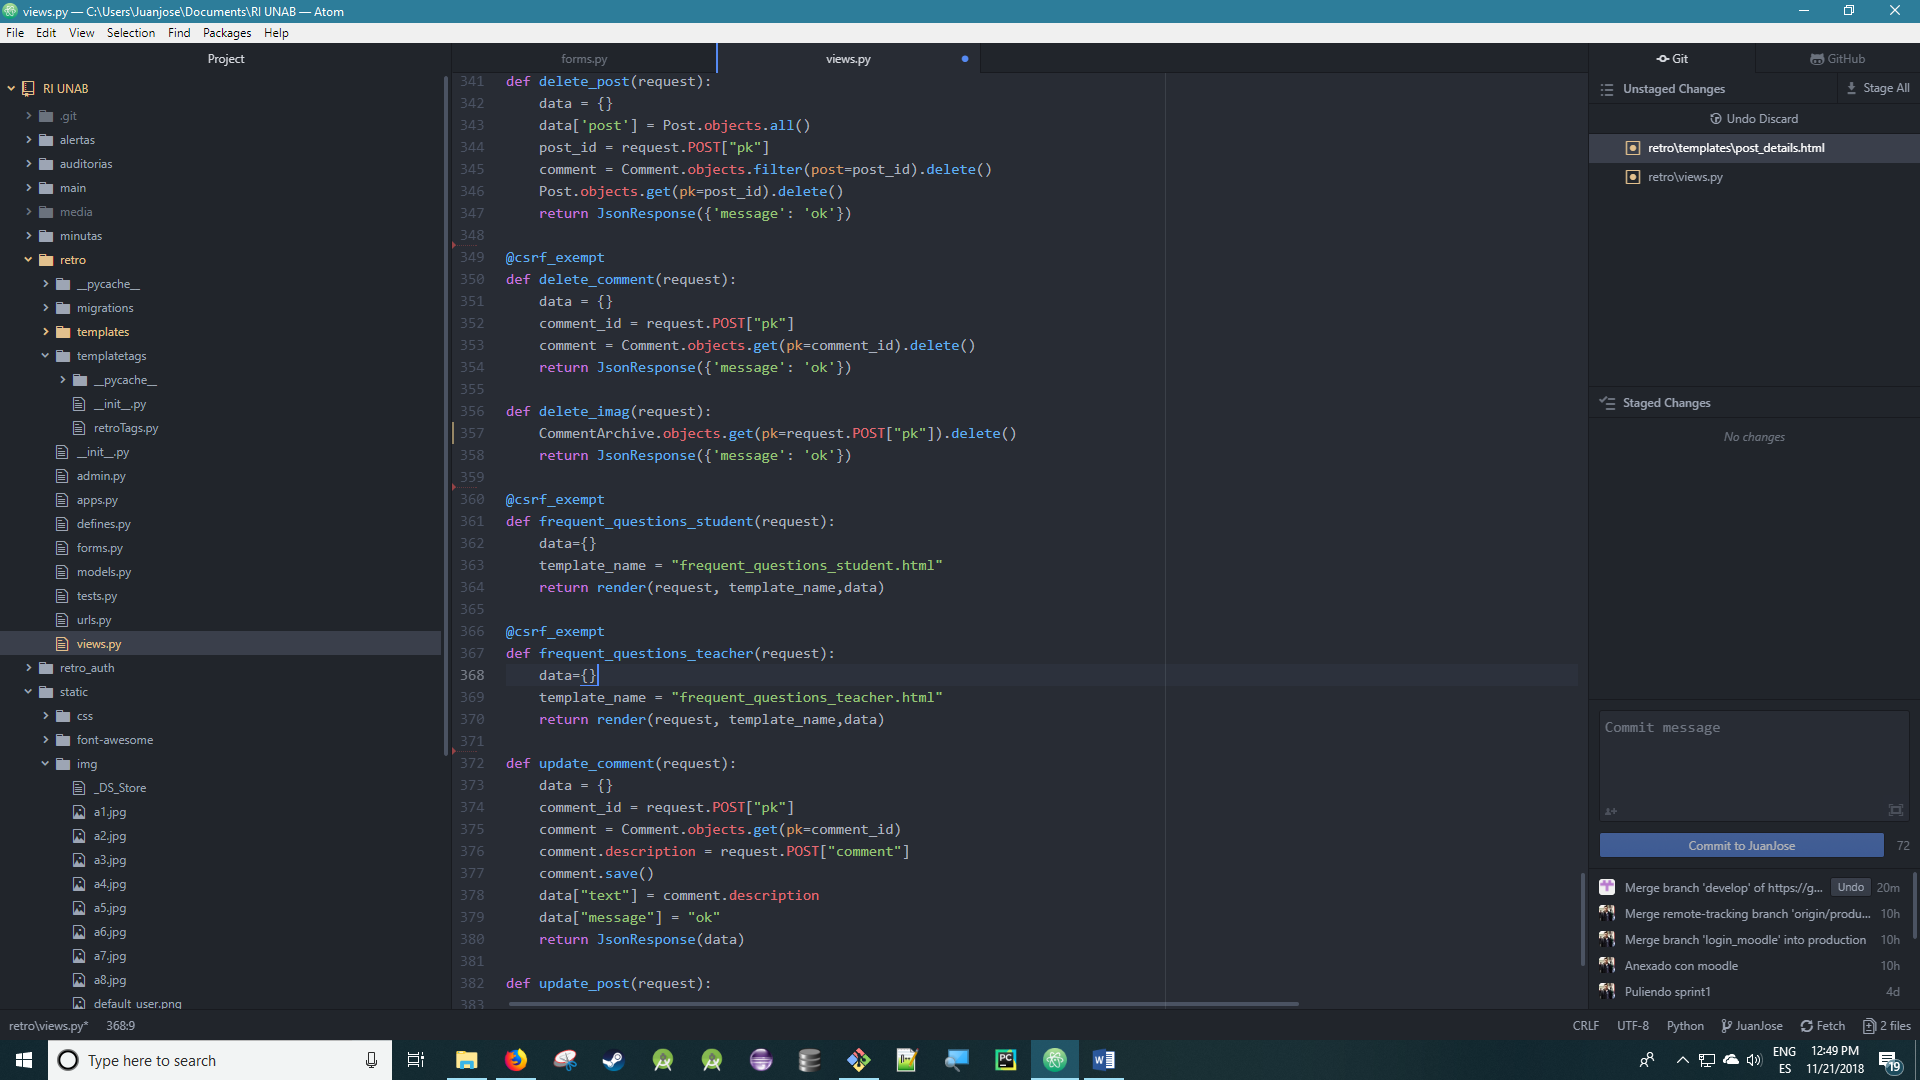 views.py — C:\Users\Juanjose\Documents\RI UNAB — Atom
File Edit View Selection Find Packages Help
Project
RI UNAB
.git
alertas
auditorias
main
media
minutas
retro
__pycache__
migrations
templates
templatetags
__pycache__
__init__.py
retroTags.py
__init__.py
admin.py
apps.py
defines.py
forms.py
models.py
tests.py
urls.py
views.py
retro_auth
static
css
font-awesome
img
_DS_Store
a1.jpg
a2.jpg
a3.jpg
a4.jpg
a5.jpg
a6.jpg
a7.jpg
a8.jpg
default_user.png
forms.py views.py
341 def delete_post(request):
342 data = {}
343 data['post'] = Post.objects.all()
344 post_id = request.POST["pk"]
345 comment = Comment.objects.filter(post=post_id).delete()
346 Post.objects.get(pk=post_id).delete()
347 return JsonResponse({'message': 'ok'})
348
349 @csrf_exempt
350 def delete_comment(request):
351 data = {}
352 comment_id = request.POST["pk"]
353 comment = Comment.objects.get(pk=comment_id).delete()
354 return JsonResponse({'message': 'ok'})
355
356 def delete_imag(request):
357 CommentArchive.objects.get(pk=request.POST["pk"]).delete()
358 return JsonResponse({'message': 'ok'})
359
360 @csrf_exempt
361 def frequent_questions_student(request):
362 data={}
363 template_name = "frequent_questions_student.html"
364 return render(request, template_name,data)
365
366 @csrf_exempt
367 def frequent_questions_teacher(request):
368 data={}
369 template_name = "frequent_questions_teacher.html"
370 return render(request, template_name,data)
371
372 def update_comment(request):
373 data = {}
374 comment_id = request.POST["pk"]
375 comment = Comment.objects.get(pk=comment_id)
376 comment.description = request.POST["comment"]
377 comment.save()
378 data["text"] = comment.description
379 data["message"] = "ok"
380 return JsonResponse(data)
381
382 def update_post(request):
383
Git GitHub
Unstaged Changes Stage All
Undo Discard
retro\templates\post_details.html
retro\views.py
Staged Changes
No changes
Commit message
Commit to JuanJose 72
Merge branch 'develop' of https://g... Undo 20m
Merge remote-tracking branch 'origin/produ... 10h
Merge branch 'login_moodle' into production 10h
Anexado con moodle 10h
Puliendo sprint1 4d
retro\views.py* 368:9 CRLF UTF-8 Python JuanJose Fetch 2 files
Type here to search
PC
ENG
ES
12:49 PM
11/21/2018
19